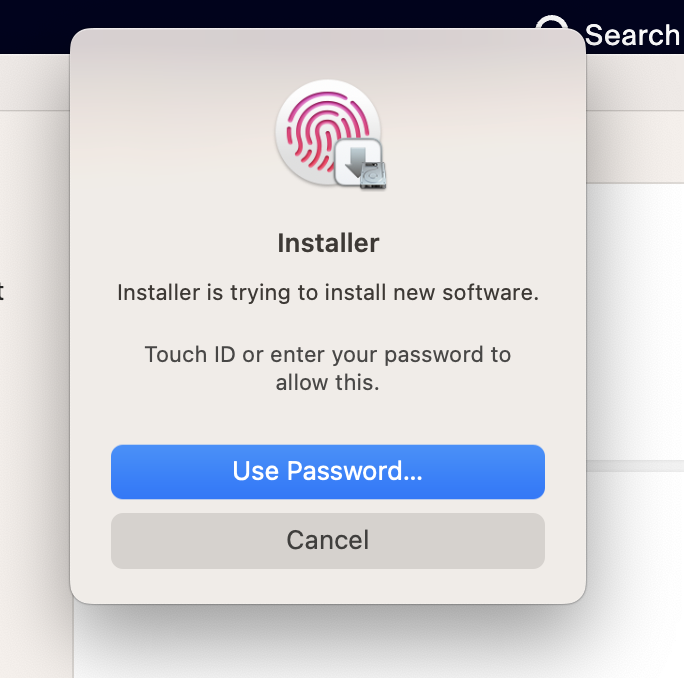 Search
Installer
Installer is trying to install new software.
t
Touch ID or enter your password to
allow this.
Use Password...
Cancel